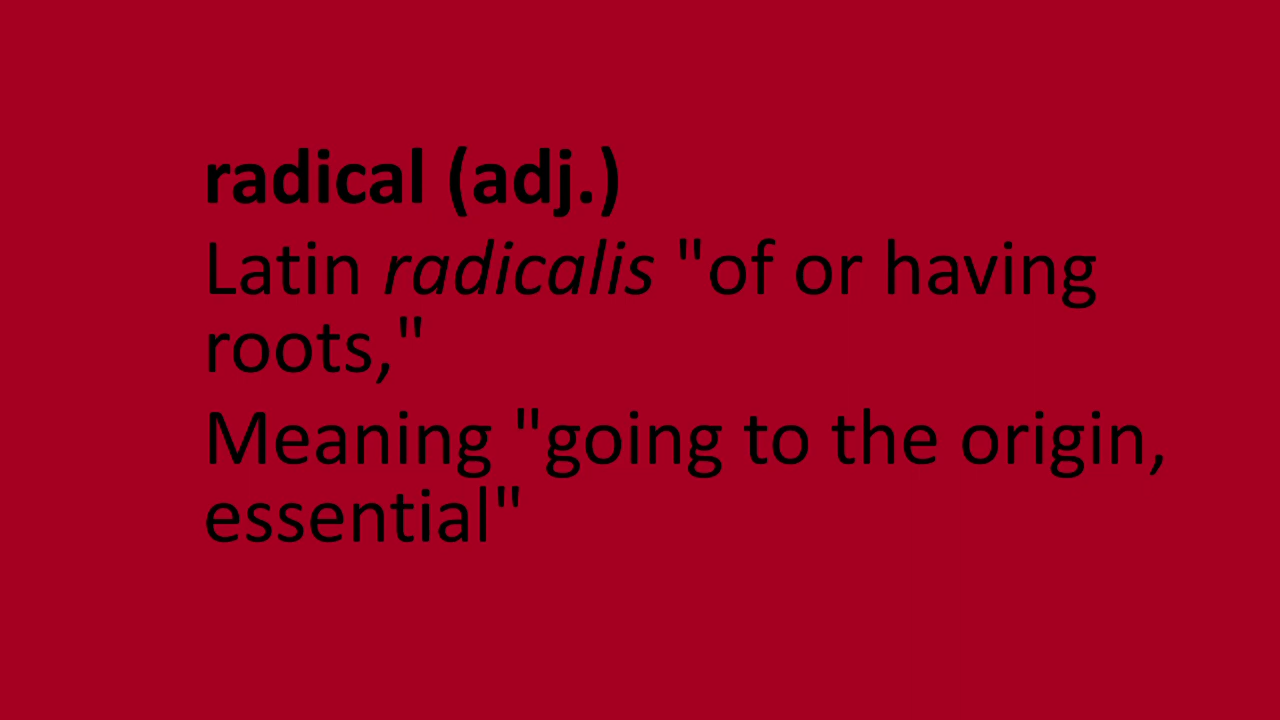 radical (adj.)
Latin radicalis "of or having
roots,"
Meaning "going to the origin,
essential"